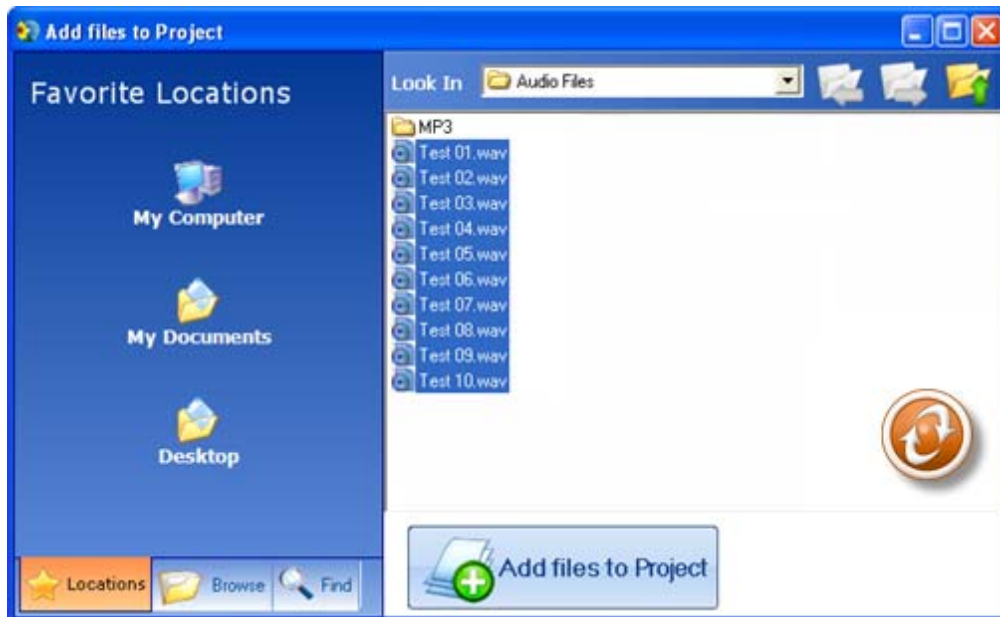 Add files to Project
Favorite Locations
My Computer
My Documents
Desktop
Locations
Browse
Find
Look In
Audio Files
MP3
Test 01.wav
Test 02.wav
Test 03.wav
Test 04.wav
Test 05.wav
Test 06.wav
Test 07.wav
Test 08.wav
Test 09.wav
Test 10.wav
Add files to Project